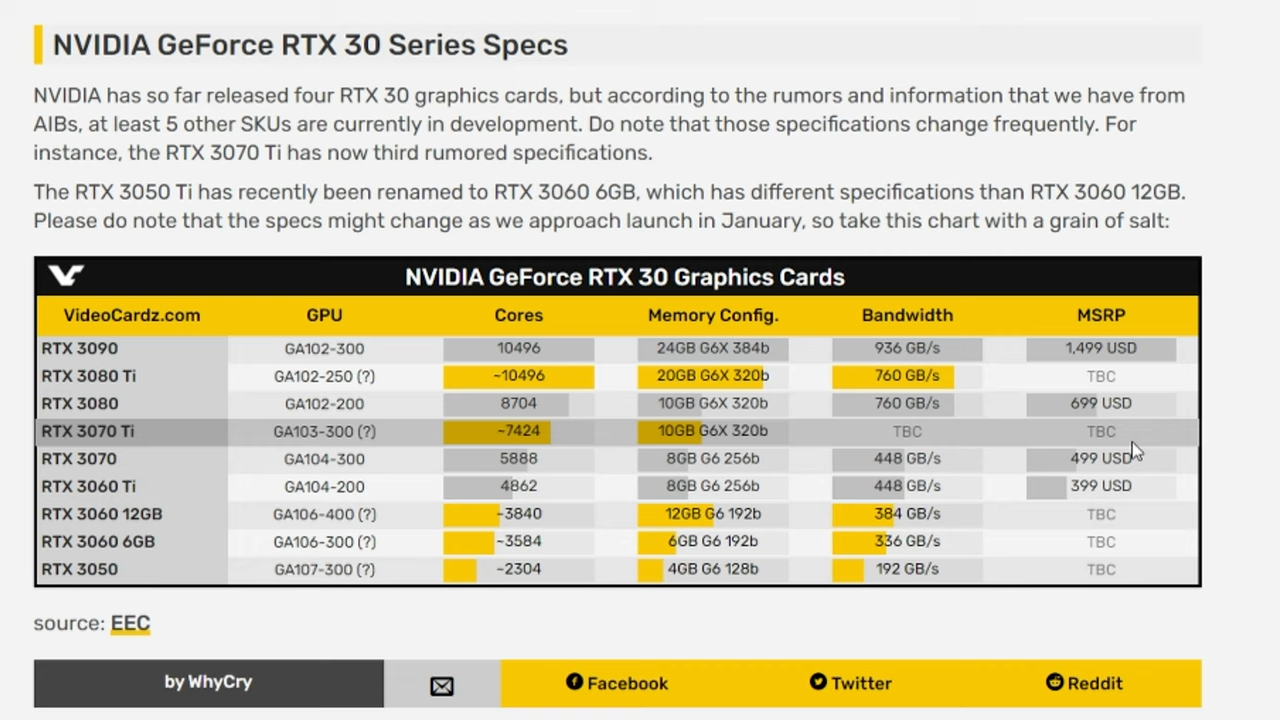 NVIDIA GeForce RTX 30 Series Specs
NVIDIA has so far released four RTX 30 graphics cards, but according to the rumors and information that we have from
AIBs, at least 5 other SKUs are currently in development. Do note that those specifications change frequently. For
instance, the RTX 3070 Ti has now third rumored specifications.
The RTX 3050 Ti has recently been renamed to RTX 3060 6GB, which has different specifications than RTX 3060 12GB.
Please do note that the specs might change as we approach launch in January, so take this chart with a grain of salt:
NVIDIA GeForce RTX 30 Graphics Cards
VideoCardz.com GPU Cores Memory Config. Bandwidth MSRP
RTX 3090 GA102-300 10496 24GB G6X 384b 936 GB/s 1,499 USD
RTX 3080 Ti GA102-250 (?) ~10496 20GB G6X 320b 760 GB/s TBC
RTX 3080 GA102-200 8704 10GB G6X 320b 760 GB/s 699 USD
RTX 3070 Ti GA103-300 (?) ~7424 10GB G6X 320b TBC TBC
RTX 3070 GA104-300 5888 8GB G6 256b 448 GB/s 499 USD
RTX 3060 Ti GA104-200 4862 8GB G6 256b 448 GB/s 399 USD
RTX 3060 12GB GA106-400 (?) ~3840 12GB G6 192b 384 GB/s TBC
RTX 3060 6GB GA106-300 (?) ~3584 6GB G6 192b 336 GB/s TBC
RTX 3050 GA107-300 (?) ~2304 4GB G6 128b 192 GB/s TBC
source: EEC
by WhyCry Facebook Twitter Reddit